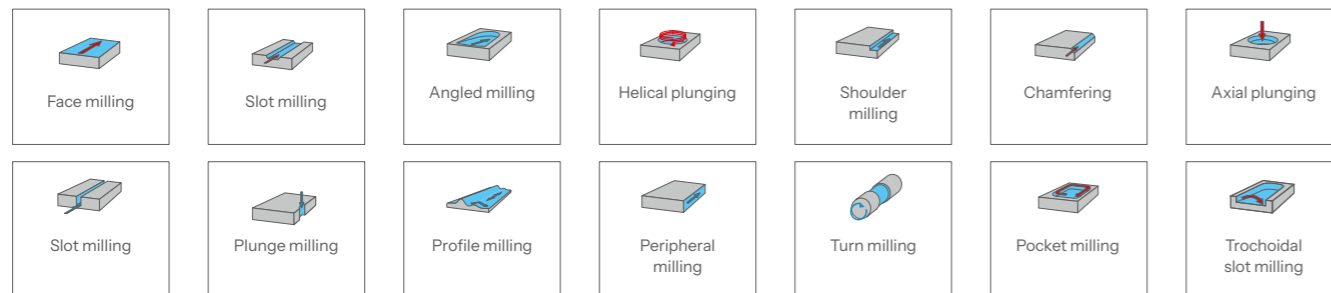 Face milling
Slot milling
Angled milling
Helical plunging
Shoulder
milling
Chamfering
Axial plunging
Slot milling
Plunge milling
Profile milling
Peripheral
milling
Turn milling
Pocket milling
Trochoidal
slot milling